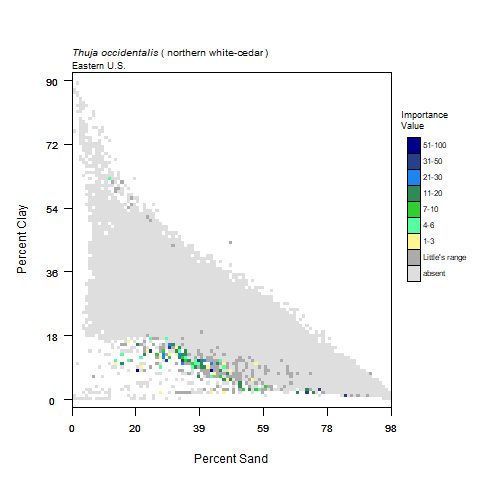 Thuja occidentalis ( northern white-cedar )
Eastern U.S.
Importance
Value
51-100
31-50
21-30
11-20
7-10
4-6
1-3
Little's range
absent
Percent Clay
90
72
54
36
18
0
0
20
39
59
78
98
Percent Sand